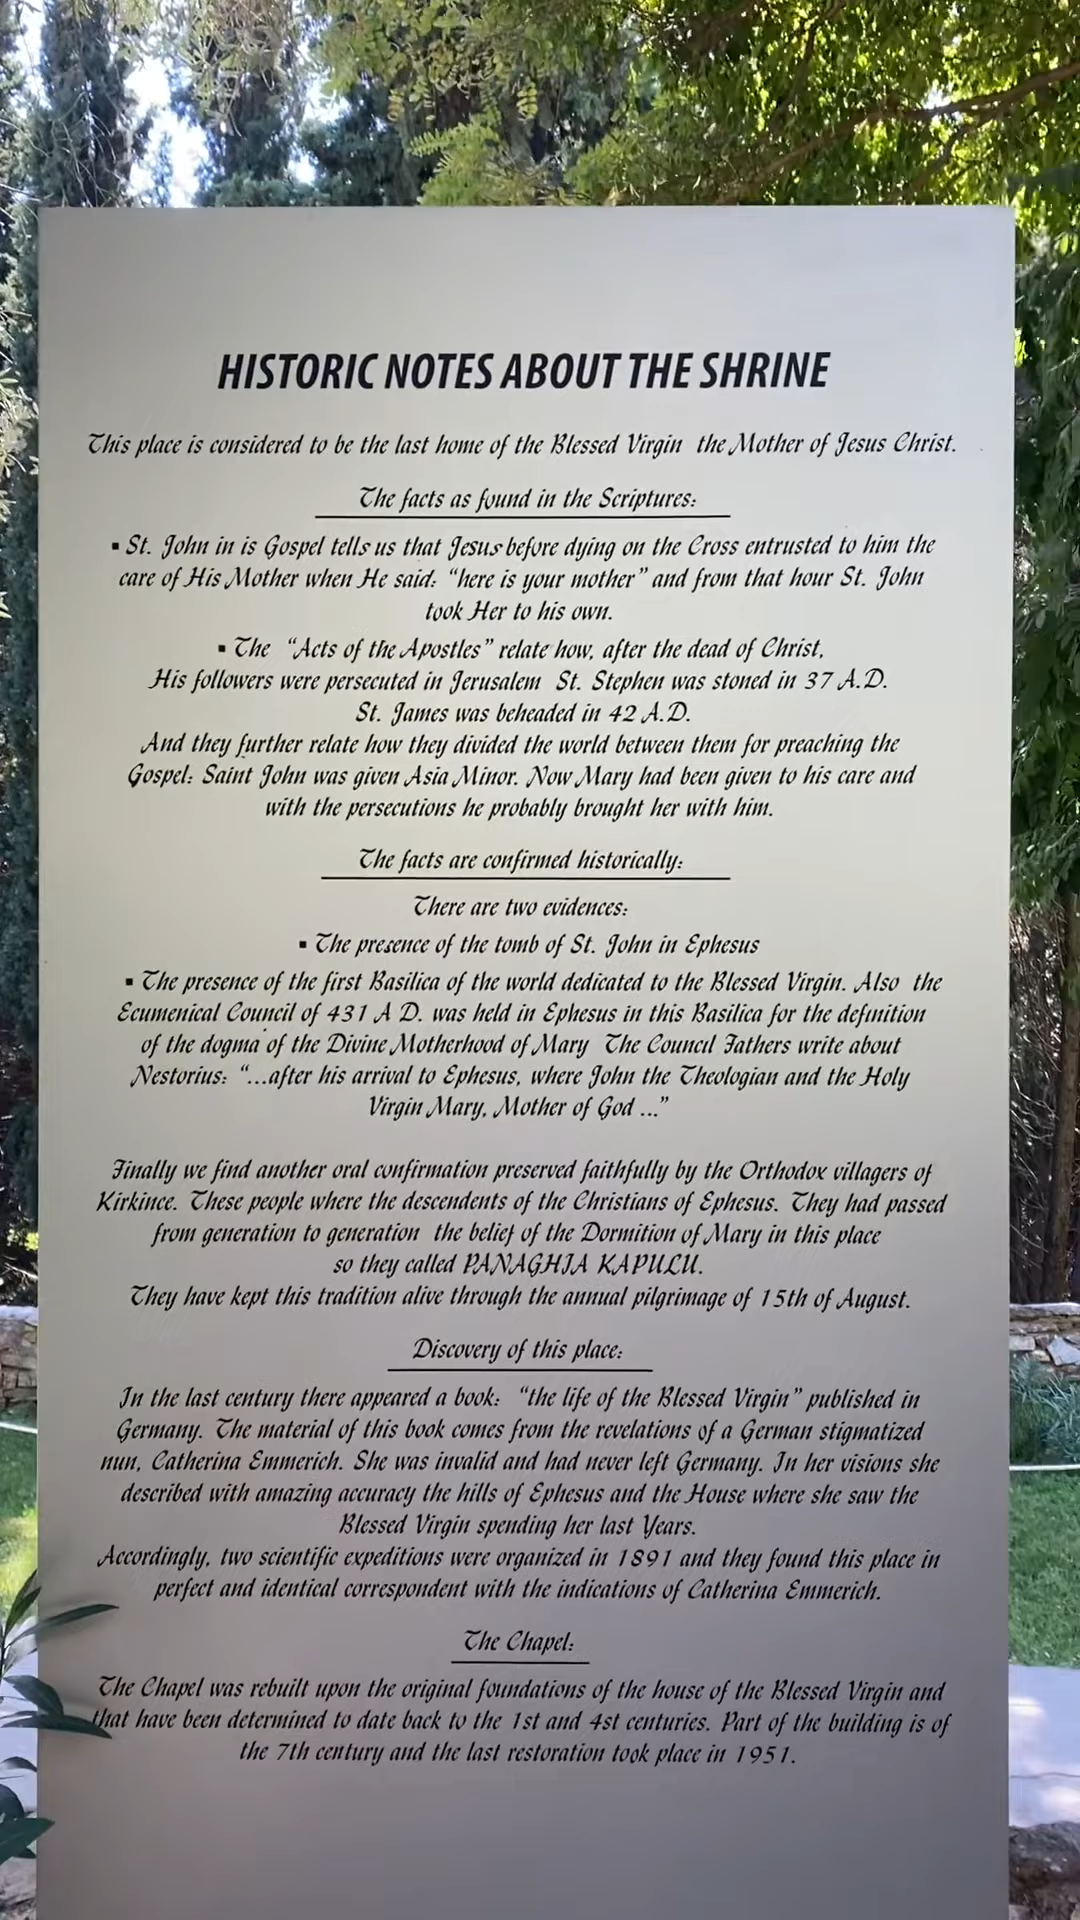 HISTORIC NOTES ABOUT THE SHRINE
This place is considered to be the last home of the Blessed Virgin the Mother of Jesus Christ.
The facts as found in the Scriptures:
▪ St. John in is Gospel tells us that Jesus before dying on the Cross entrusted to him the
care of His Mother when He said: "here is your mother" and from that hour St. John
took Her to his own.
▪ The "Acts of the Apostles" relate how, after the dead of Christ,
His followers were persecuted in Jerusalem St. Stephen was stoned in 37 A.D.
St. James was beheaded in 42 A.D.
And they further relate how they divided the world between them for preaching the
Gospel: Saint John was given Asia Minor. Now Mary had been given to his care and
with the persecutions he probably brought her with him.
The facts are confirmed historically:
There are two evidences:
▪ The presence of the tomb of St. John in Ephesus
▪ The presence of the first Basilica of the world dedicated to the Blessed Virgin. Also the
Ecumenical Council of 431 A D. was held in Ephesus in this Basilica for the definition
of the dogma of the Divine Motherhood of Mary The Council Fathers write about
Nestorius: "...after his arrival to Ephesus, where John the Theologian and the Holy
Virgin Mary, Mother of God ..."
Finally we find another oral confirmation preserved faithfully by the Orthodox villagers of
Kirkince. These people where the descendents of the Christians of Ephesus. They had passed
from generation to generation the belief of the Dormition of Mary in this place
so they called PANAGHIA KAPULU.
They have kept this tradition alive through the annual pilgrimage of 15th of August.
Discovery of this place:
In the last century there appeared a book: "the life of the Blessed Virgin" published in
Germany. The material of this book comes from the revelations of a German stigmatized
nun, Catherina Emmerich. She was invalid and had never left Germany. In her visions she
described with amazing accuracy the hills of Ephesus and the House where she saw the
Blessed Virgin spending her last Years.
Accordingly, two scientific expeditions were organized in 1891 and they found this place in
perfect and identical correspondent with the indications of Catherina Emmerich.
The Chapel:
The Chapel was rebuilt upon the original foundations of the house of the Blessed Virgin and
that have been determined to date back to the 1st and 4st centuries. Part of the building is of
the 7th century and the last restoration took place in 1951.